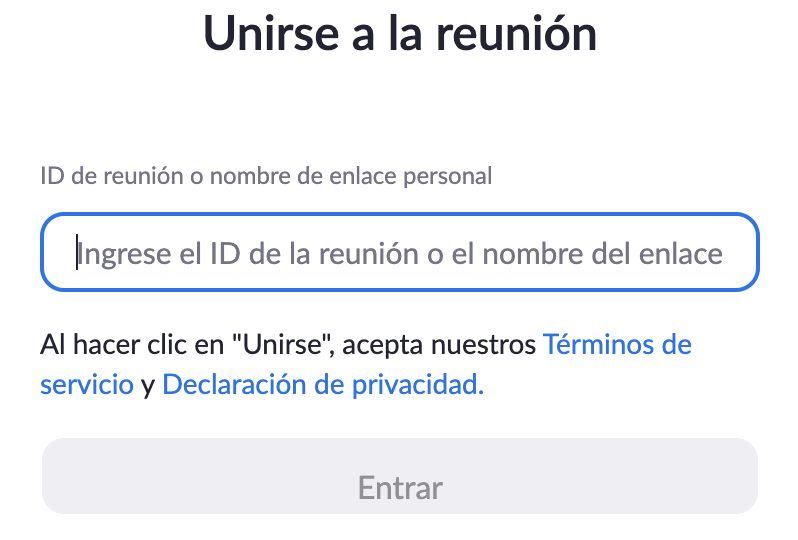 Unirse a la reunión
ID de reunión o nombre de enlace personal
Ingrese el ID de la reunión o el nombre del enlace
Al hacer clic en "Unirse", acepta nuestros Términos de
servicio y Declaración de privacidad.
Entrar